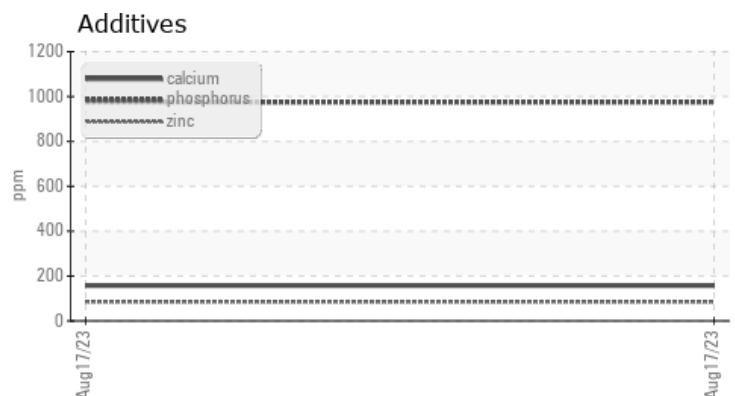 Additives
1200
1000
800
600
400
200
0
ppm
calcium
phosphorus
zinc
Aug17/23
Aug17/23